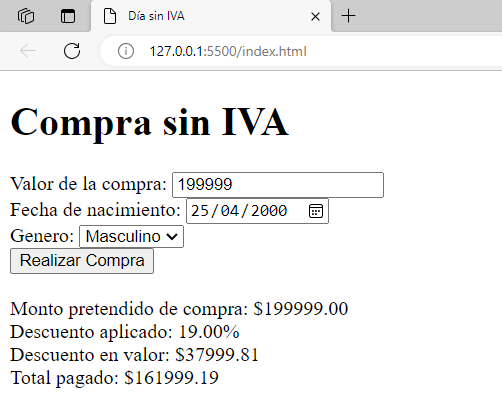 Día sin IVA
127.0.0.1:5500/index.html
Compra sin IVA
Valor de la compra: 199999
Fecha de nacimiento: 25/04/2000
Genero: Masculino
Realizar Compra
Monto pretendido de compra: $199999.00
Descuento aplicado: 19.00%
Descuento en valor: $37999.81
Total pagado: $161999.19